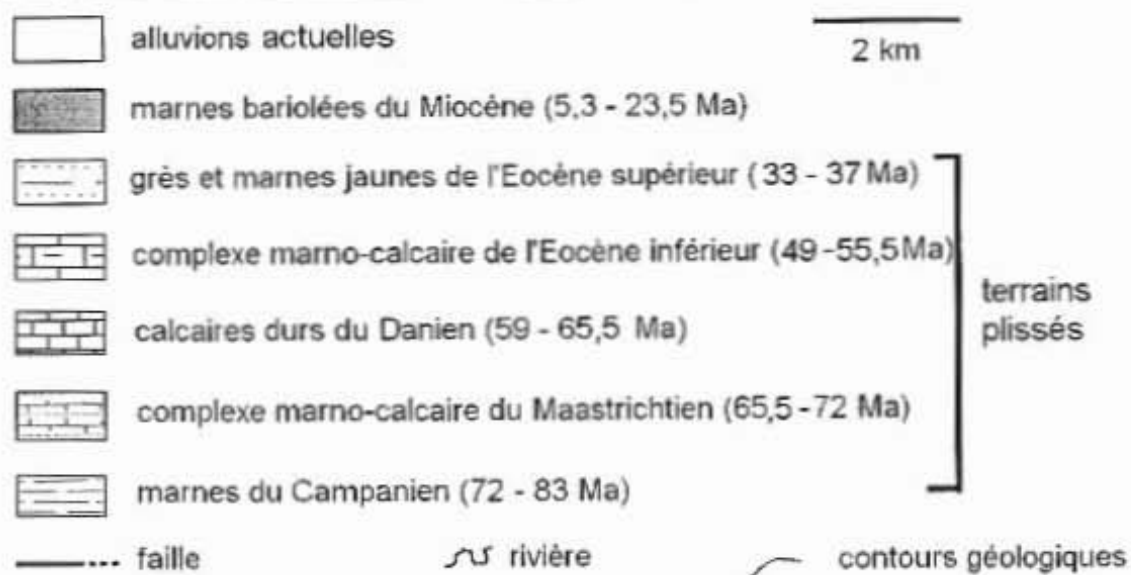 alluvions actuelles
2 km
marnes bariolées du Miocène (5,3 - 23,5 Ma)
grès et marnes jaunes de l'Eocène supérieur (33 - 37 Ma)
complexe marno-calcaire de l'Eocène inférieur (49 -55,5Ma)
terrains
plissés
calcaires durs du Danien (59 - 65,5 Ma)
complexe marno-calcaire du Maastrichtien (65,5 -72 Ma)
marnes du Campanien (72 - 83 Ma)
faille
rivière
contours géologiques